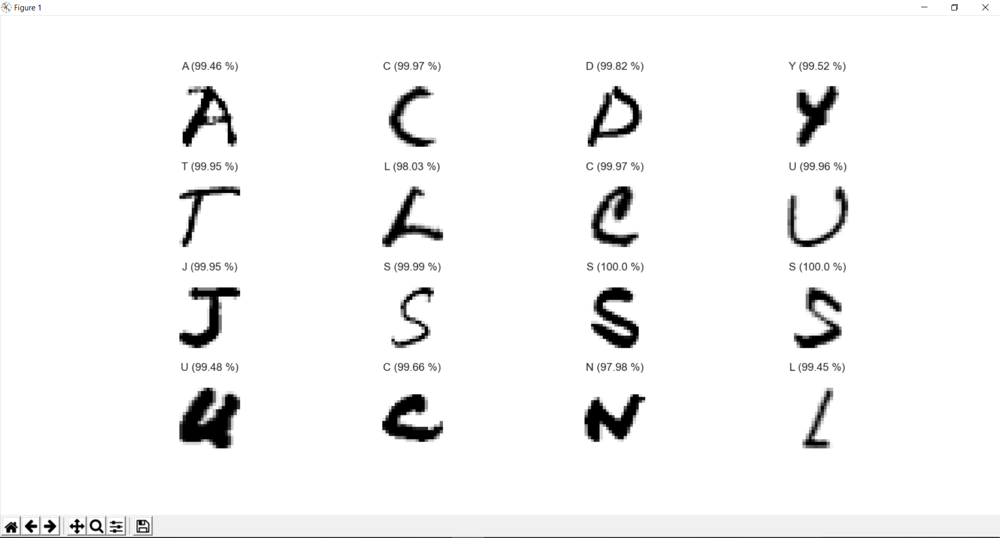 Figure 1
A (99.46 %) C (99.97 %) D (99.82 %) Y (99.52 %)
A C D Y
T (99.95 %) L (98.03 %) C (99.97 %) U (99.96 %)
T L C U
J (99.95 %) S (99.99 %) S (100.0 %) S (100.0 %)
J S S S
U (99.48 %) C (99.66 %) N (97.98 %) L (99.45 %)
U C N L